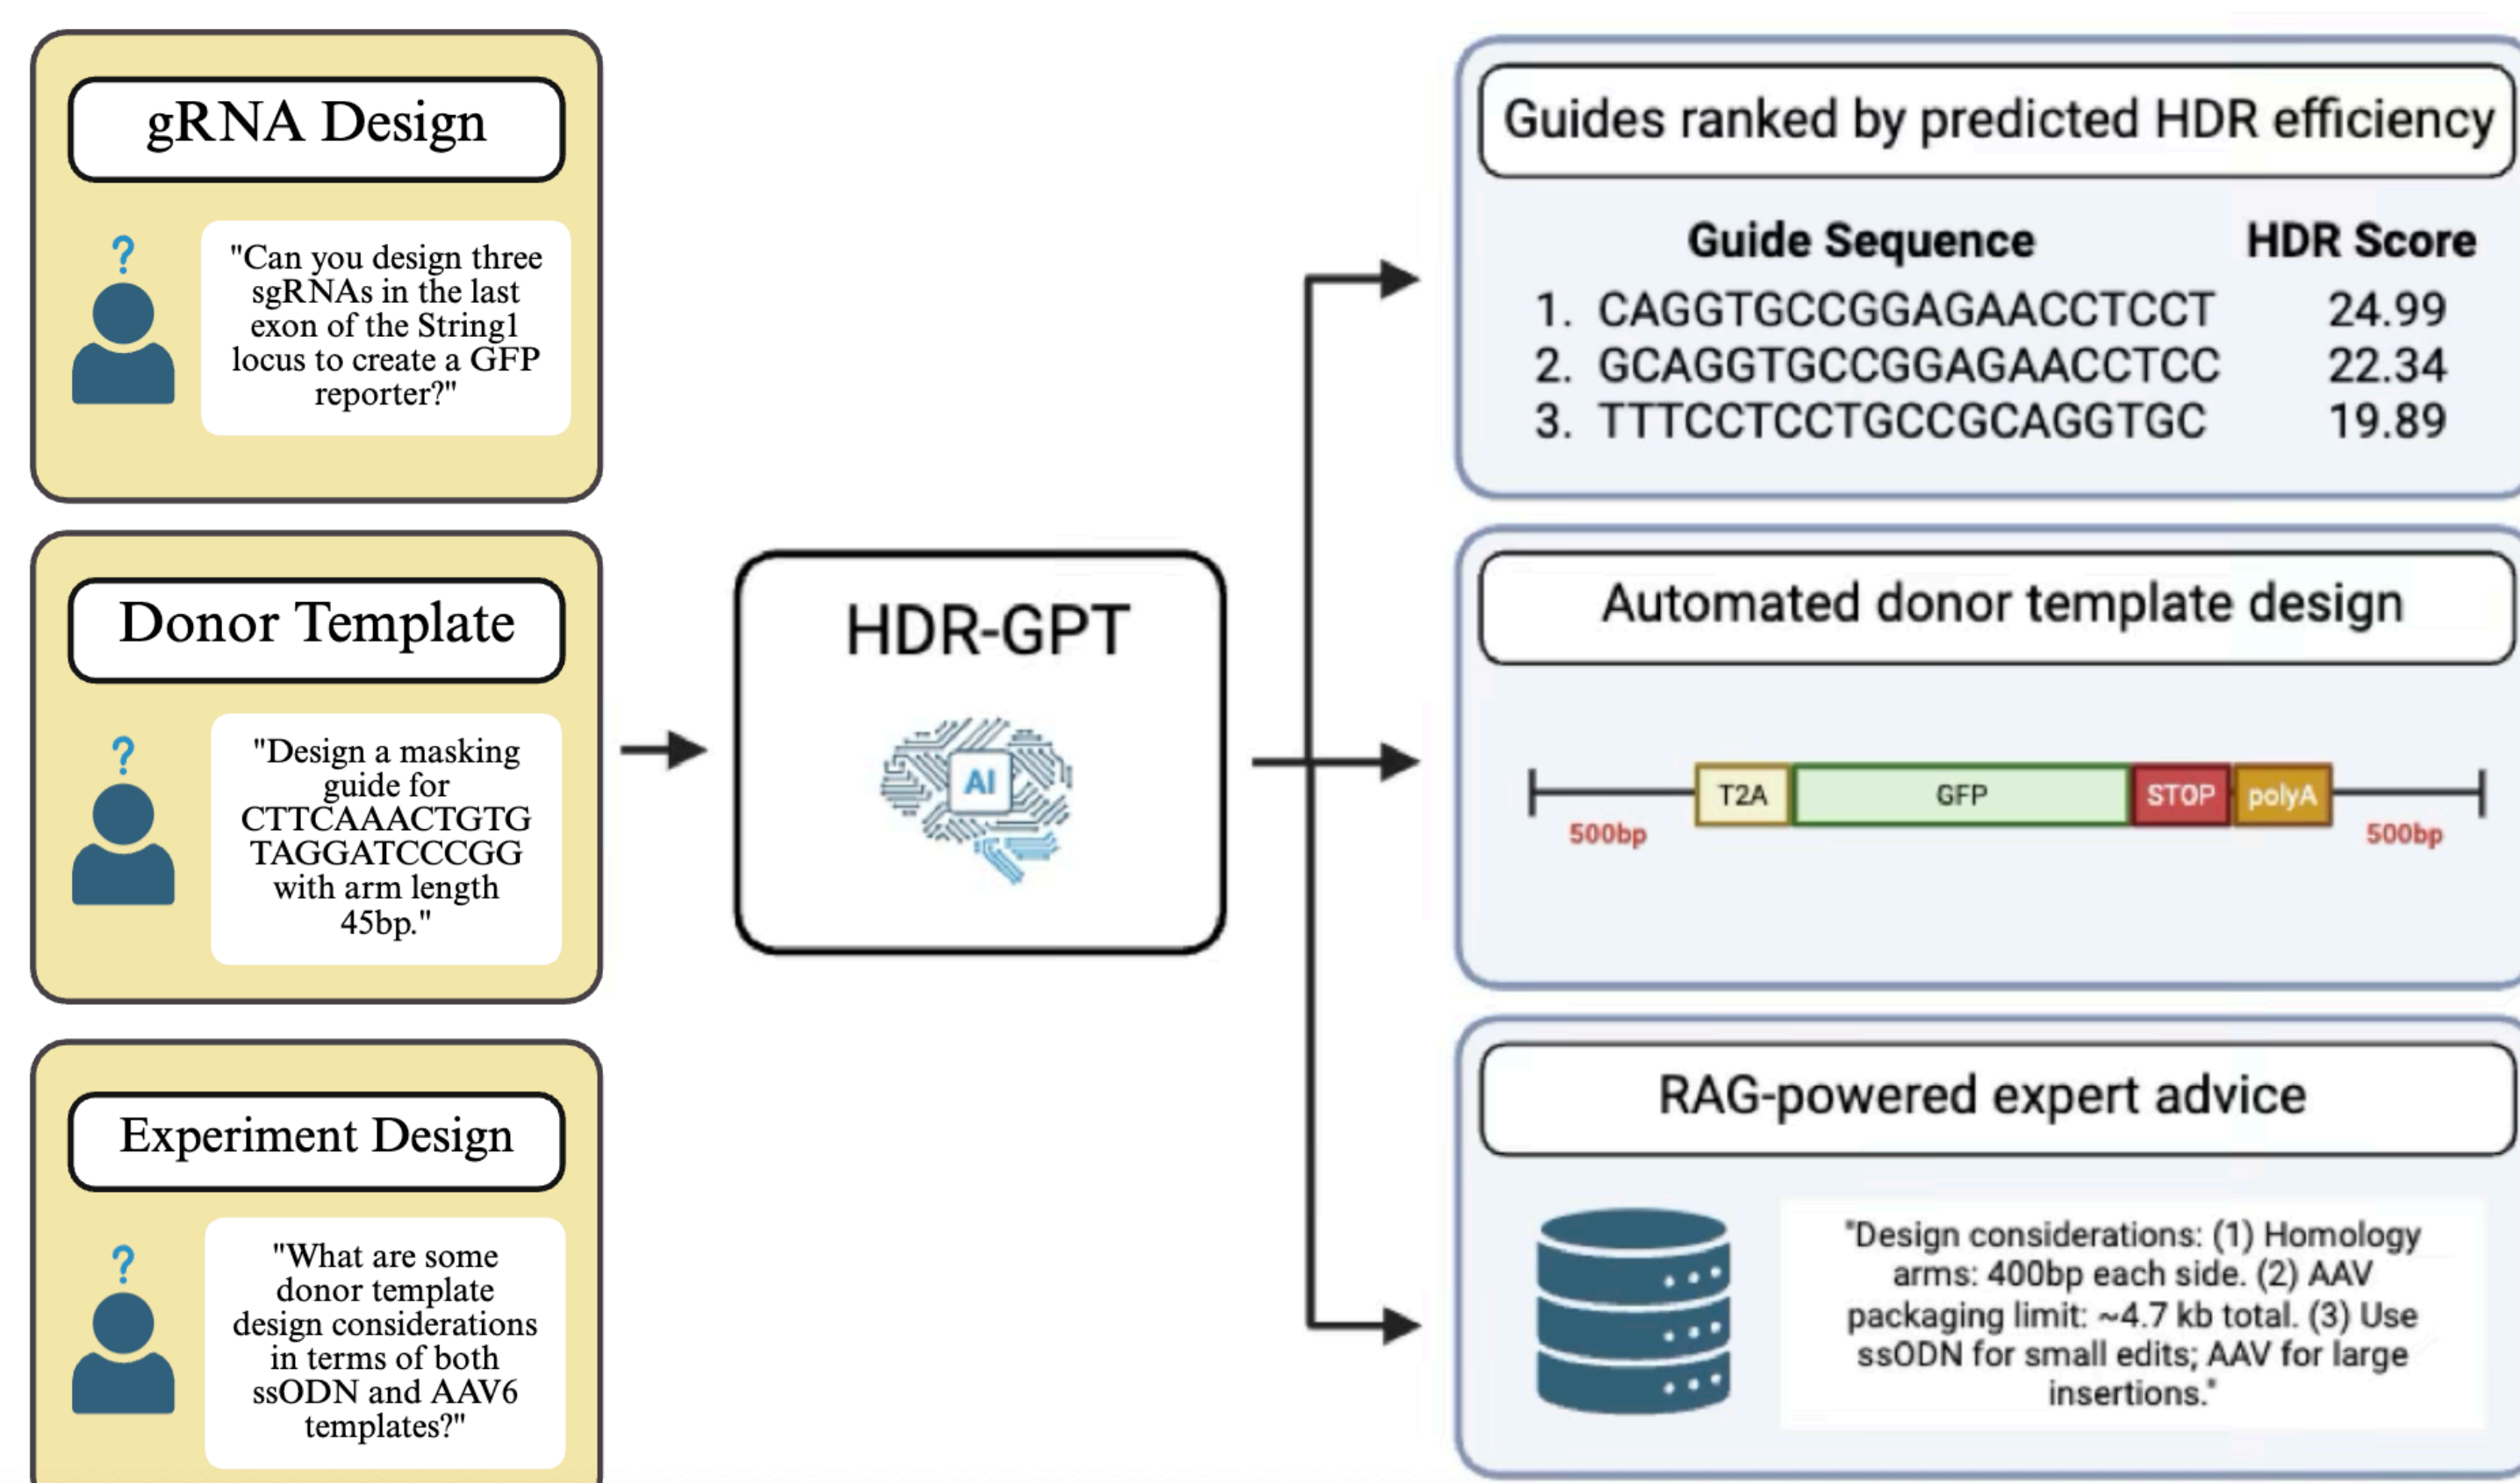 gRNA Design
?
"Can you design three
sgRNAs in the last
exon of the String1
locus to create a GFP
reporter?"
Donor Template
?
"Design a masking
guide for
CTTCAAACTGTG
TAGGATCCCGG
with arm length
45bp."
Experiment Design
?
"What are some
donor template
design considerations
in terms of both
ssODN and AAV6
templates?"
HDR-GPT
AI
Guides ranked by predicted HDR efficiency
Guide Sequence HDR Score
1. CAGGTGCCGGAGAACCTCCT 24.99
2. GCAGGTGCCGGAGAACCTCC 22.34
3. TTTCCTCCTGCCGCAGGTGC 19.89
Automated donor template design
T2A GFP STOP polyA
500bp 500bp
RAG-powered expert advice
"Design considerations: (1) Homology
arms: 400bp each side. (2) AAV
packaging limit: ~4.7 kb total. (3) Use
ssODN for small edits; AAV for large
insertions."